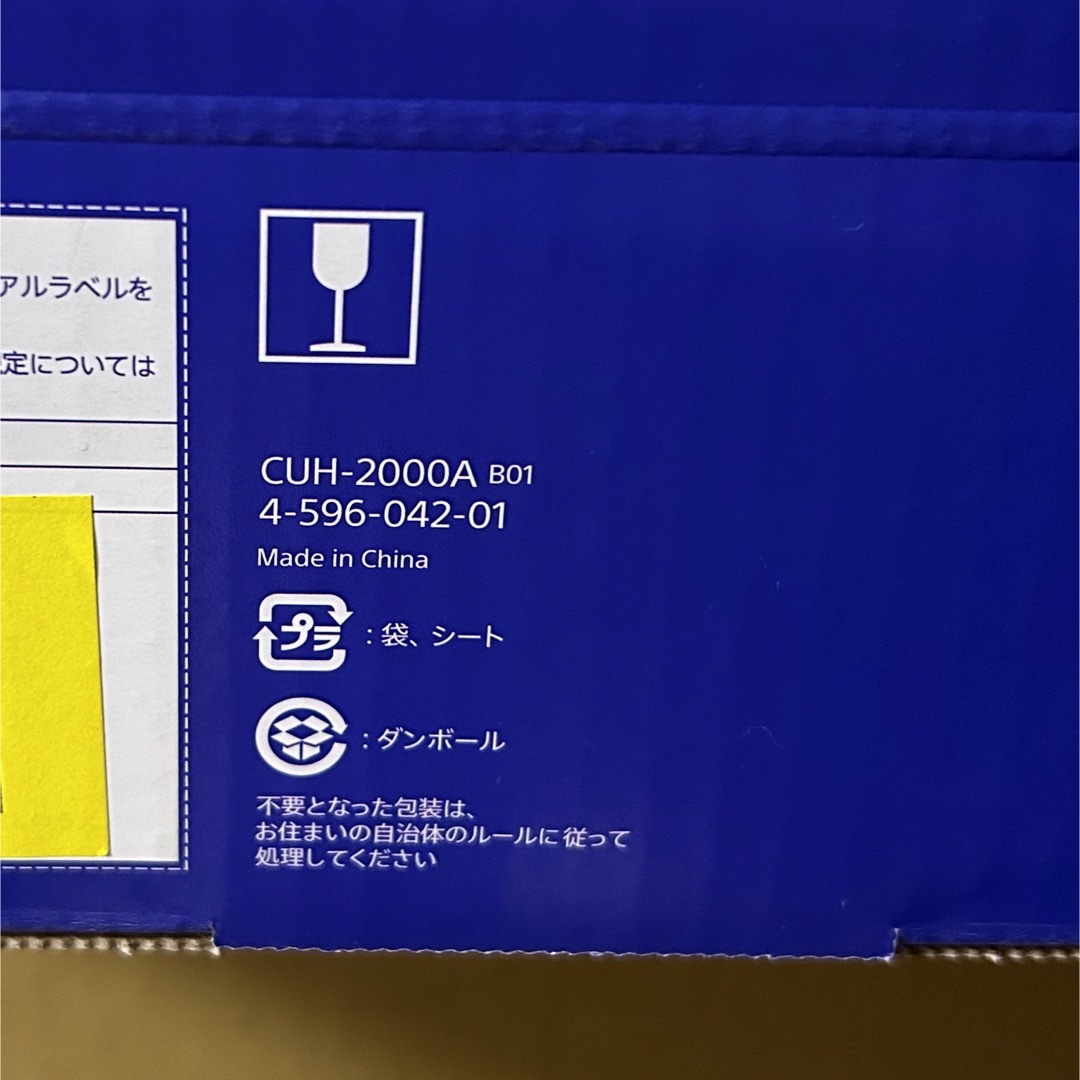 アルラベルを
定については
CUH-2000A B01
4-596-042-01
Made in China
プラ : 袋、シート
: ダンボール
不要となった包装は、
お住まいの自治体のルールに従って
処理してください